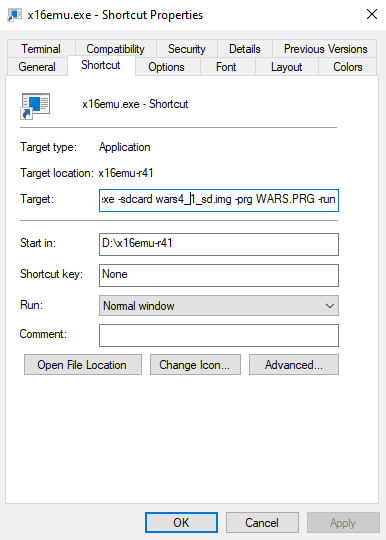 x16emu.exe - Shortcut Properties
Terminal Compatibility Security Details Previous Versions
General Shortcut Options Font Layout Colors
x16emu.exe - Shortcut
Target type: Application
Target location: x16emu-r41
Target: exe -sdcard wars4_1_sd.img -prg WARS.PRG -run
Start in: D:\x16emu-r41
Shortcut key: None
Run: Normal window
Comment:
Open File Location Change Icon... Advanced...
OK Cancel Apply